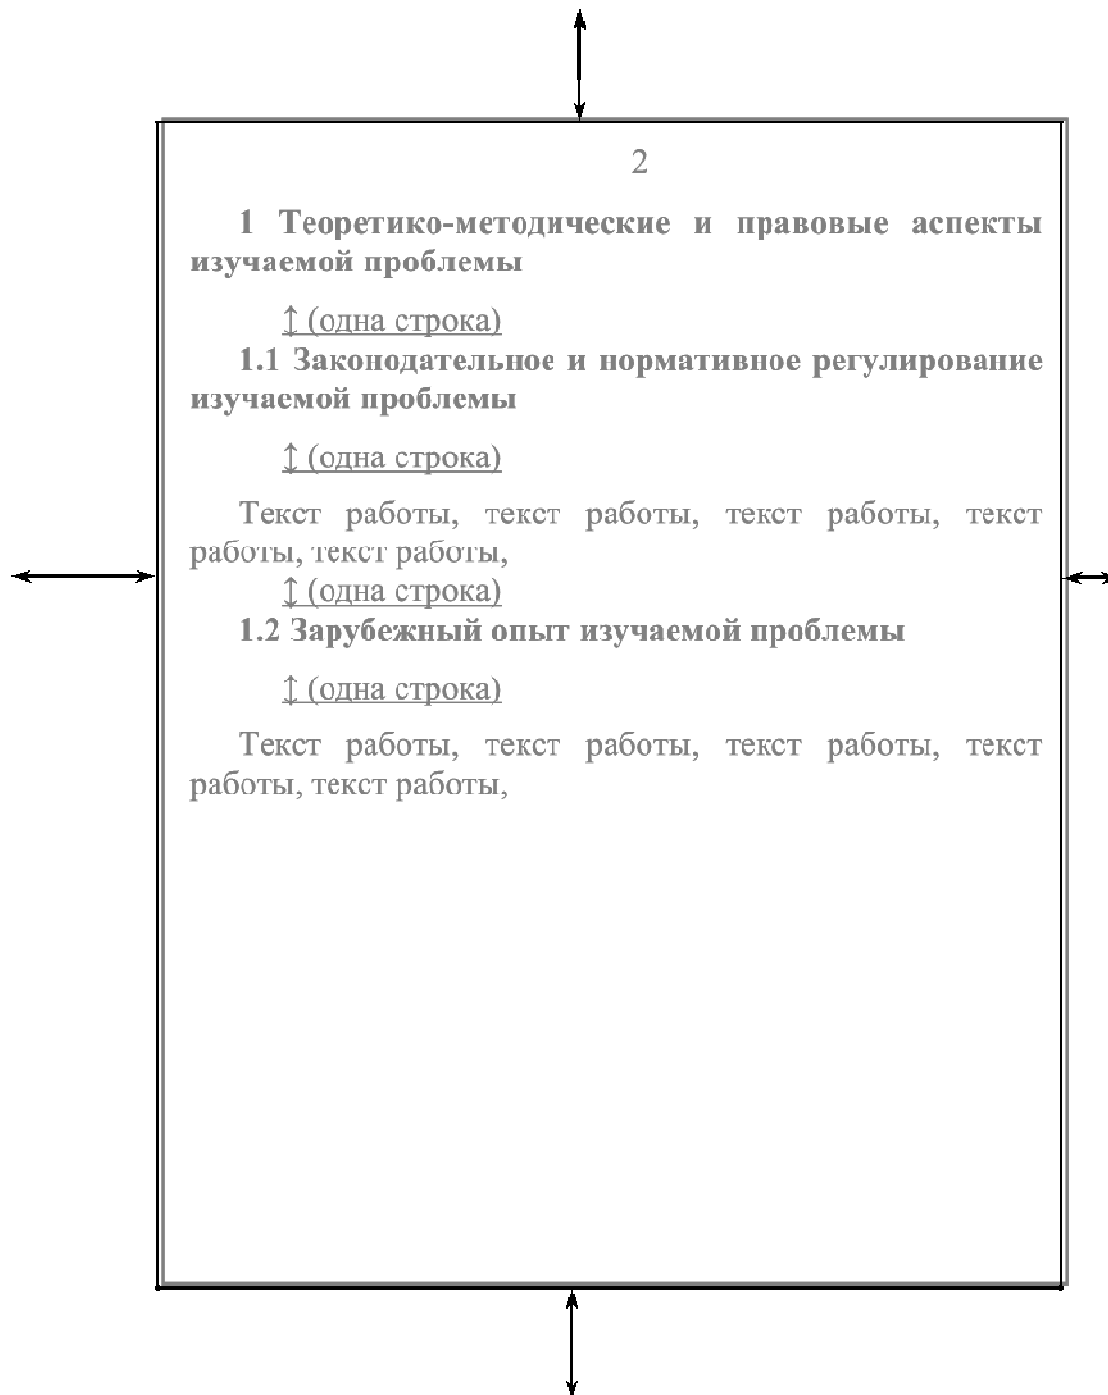 2
1 Теоретико-методические и правовые аспекты
изучаемой проблемы
↕ (одна строка)
1.1 Законодательное и нормативное регулирование
изучаемой проблемы
↕ (одна строка)
Текст работы, текст работы, текст работы, текст
работы, текст работы,
↕ (одна строка)
1.2 Зарубежный опыт изучаемой проблемы
↕ (одна строка)
Текст работы, текст работы, текст работы, текст
работы, текст работы,